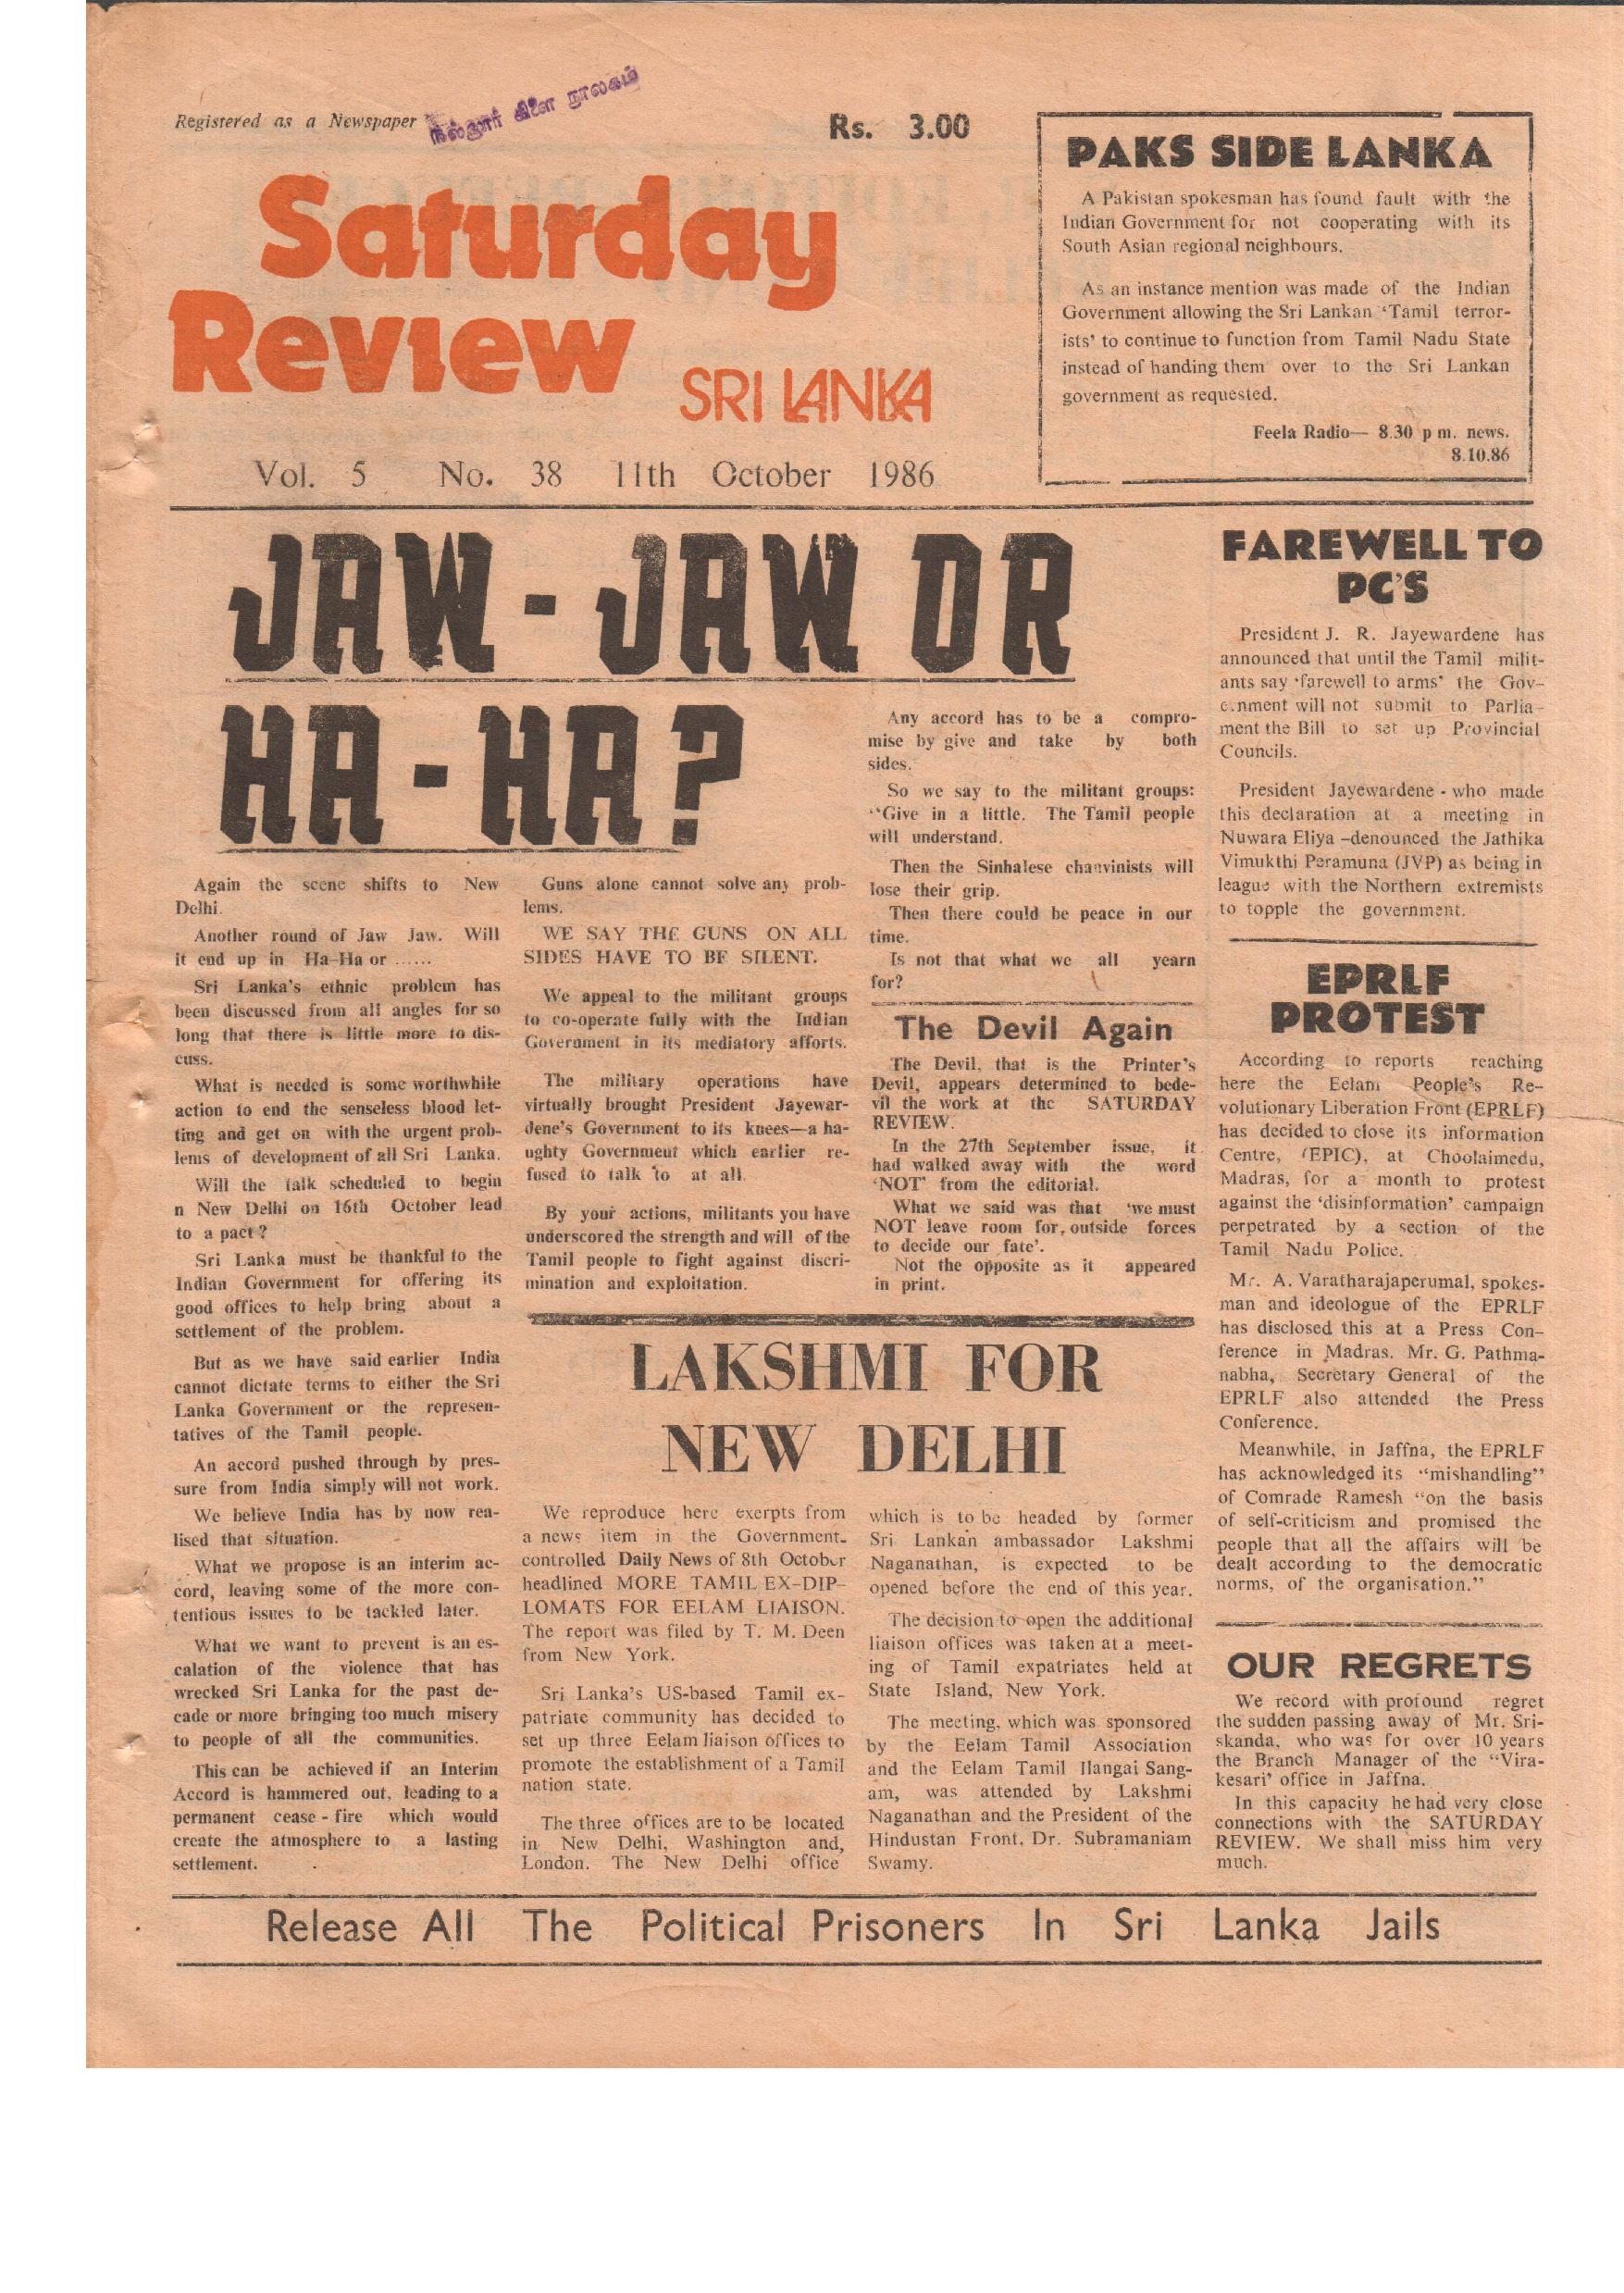 Registered as a Newspaper
நல்லூர் கிளை நூலகம்
Rs. 3.00
Saturday
Review
SRI LANKA
Vol. 5 No. 38 11th October 1986
PAKS SIDE LANKA
A Pakistan spokesman has found fault with the
Indian Government for not cooperating with its
South Asian regional neighbours.
As an instance mention was made of the Indian
Government allowing the Sri Lankan ‘Tamil terror-
ists’ to continue to function from Tamil Nadu State
instead of handing them over to the Sri Lankan
government as requested.
Feela Radio— 8.30 p m. news.
8.10.86
JAW - JAW OR
HA - HA?
Again the scene shifts to New
Delhi.
Another round of Jaw Jaw. Will
it end up in Ha-Ha or ......
Sri Lanka's ethnic problem has
been discussed from all angles for so
long that there is little more to dis-
cuss.
What is needed is some worthwhile
action to end the senseless blood let-
ting and get on with the urgent prob-
lems of development of all Sri Lanka.
Will the talk scheduled to begin
n New Delhi on 16th October lead
to a pact?
Sri Lanka must be thankful to the
Indian Government for offering its
good offices to help bring about a
settlement of the problem.
But as we have said earlier India
cannot dictate terms to either the Sri
Lanka Government or the represen-
tatives of the Tamil people.
An accord pushed through by pres-
sure from India simply will not work.
We believe India has by now rea-
lised that situation.
What we propose is an interim ac-
cord, leaving some of the more con-
tentious issues to be tackled later.
What we want to prevent is an es-
calation of the violence that has
wrecked Sri Lanka for the past de-
cade or more bringing too much misery
to people of all the communities.
This can be achieved if an Interim
Accord is hammered out, leading to a
permanent cease - fire which would
create the atmosphere to a lasting
settlement.
Guns alone cannot solve any prob-
lems.
WE SAY THE GUNS ON ALL
SIDES HAVE TO BE SILENT.
We appeal to the militant groups
to co-operate fully with the Indian
Government in its mediatory afforts.
The military operations have
virtually brought President Jayewar-
dene's Government to its knees—a ha-
ughty Government which earlier re-
fused to talk to at all.
By your actions, militants you have
underscored the strength and will of the
Tamil people to fight against discri-
mination and exploitation.
Any accord has to be a compro-
mise by give and take by both
sides.
So we say to the militant groups:
“Give in a little. The Tamil people
will understand.
Then the Sinhalese chauvinists will
lose their grip.
Then there could be peace in our
time.
Is not that what we all yearn
for?
The Devil Again
The Devil, that is the Printer's
Devil, appears determined to bede-
vil the work at the SATURDAY
REVIEW.
In the 27th September issue, it
had walked away with the word
‘NOT’ from the editorial.
What we said was that ‘we must
NOT leave room for, outside forces
to decide our fate’.
Not the opposite as it appeared
in print.
LAKSHMI FOR
NEW DELHI
We reproduce here exerpts from
a news item in the Government-
controlled Daily News of 8th October
headlined MORE TAMIL EX-DIP-
LOMATS FOR EELAM LIAISON.
The report was filed by T. M. Deen
from New York.
Sri Lanka's US-based Tamil ex-
patriate community has decided to
set up three Eelam liaison offices to
promote the establishment of a Tamil
nation state.
The three offices are to be located
in New Delhi, Washington and,
London. The New Delhi office
which is to be headed by former
Sri Lankan ambassador Lakshmi
Naganathan, is expected to be
opened before the end of this year.
The decision to open the additional
liaison offices was taken at a meet-
ing of Tamil expatriates held at
State Island, New York.
The meeting, which was sponsored
by the Eelam Tamil Association
and the Eelam Tamil Ilangai Sang-
am, was attended by Lakshmi
Naganathan and the President of the
Hindustan Front, Dr. Subramaniam
Swamy.
FAREWELL TO
PC'S
President J. R. Jayewardene has
announced that until the Tamil milit-
ants say ‘farewell to arms’ the Gov-
e.nment will not submit to Parlia-
ment the Bill to set up Provincial
Councils.
President Jayewardene - who made
this declaration at a meeting in
Nuwara Eliya -denounced the Jathika
Vimukthi Peramuna (JVP) as being in
league with the Northern extremists
to topple the government.
EPRLF
PROTEST
According to reports reaching
here the Eelam People's Re-
volutionary Liberation Front (EPRLF)
has decided to close its information
Centre, (EPIC), at Choolaimedu,
Madras, for a month to protest
against the ‘disinformation’ campaign
perpetrated by a section of the
Tamil Nadu Police.
Mr. A. Varatharajaperumal, spokes-
man and ideologue of the EPRLF
has disclosed this at a Press Con-
ference in Madras. Mr. G. Pathma-
nabha, Secretary General of the
EPRLF also attended the Press
Conference.
Meanwhile, in Jaffna, the EPRLF
has acknowledged its “mishandling”
of Comrade Ramesh “on the basis
of self-criticism and promised the
people that all the affairs will be
dealt according to the democratic
norms, of the organisation.”
OUR REGRETS
We record with profound regret
the sudden passing away of Mr. Sri-
skanda, who was for over 10 years
the Branch Manager of the “Vira-
kesari’ office in Jaffna.
In this capacity he had very close
connections with the SATURDAY
REVIEW. We shall miss him very
much.
Release All The Political Prisoners In Sri Lanka Jails